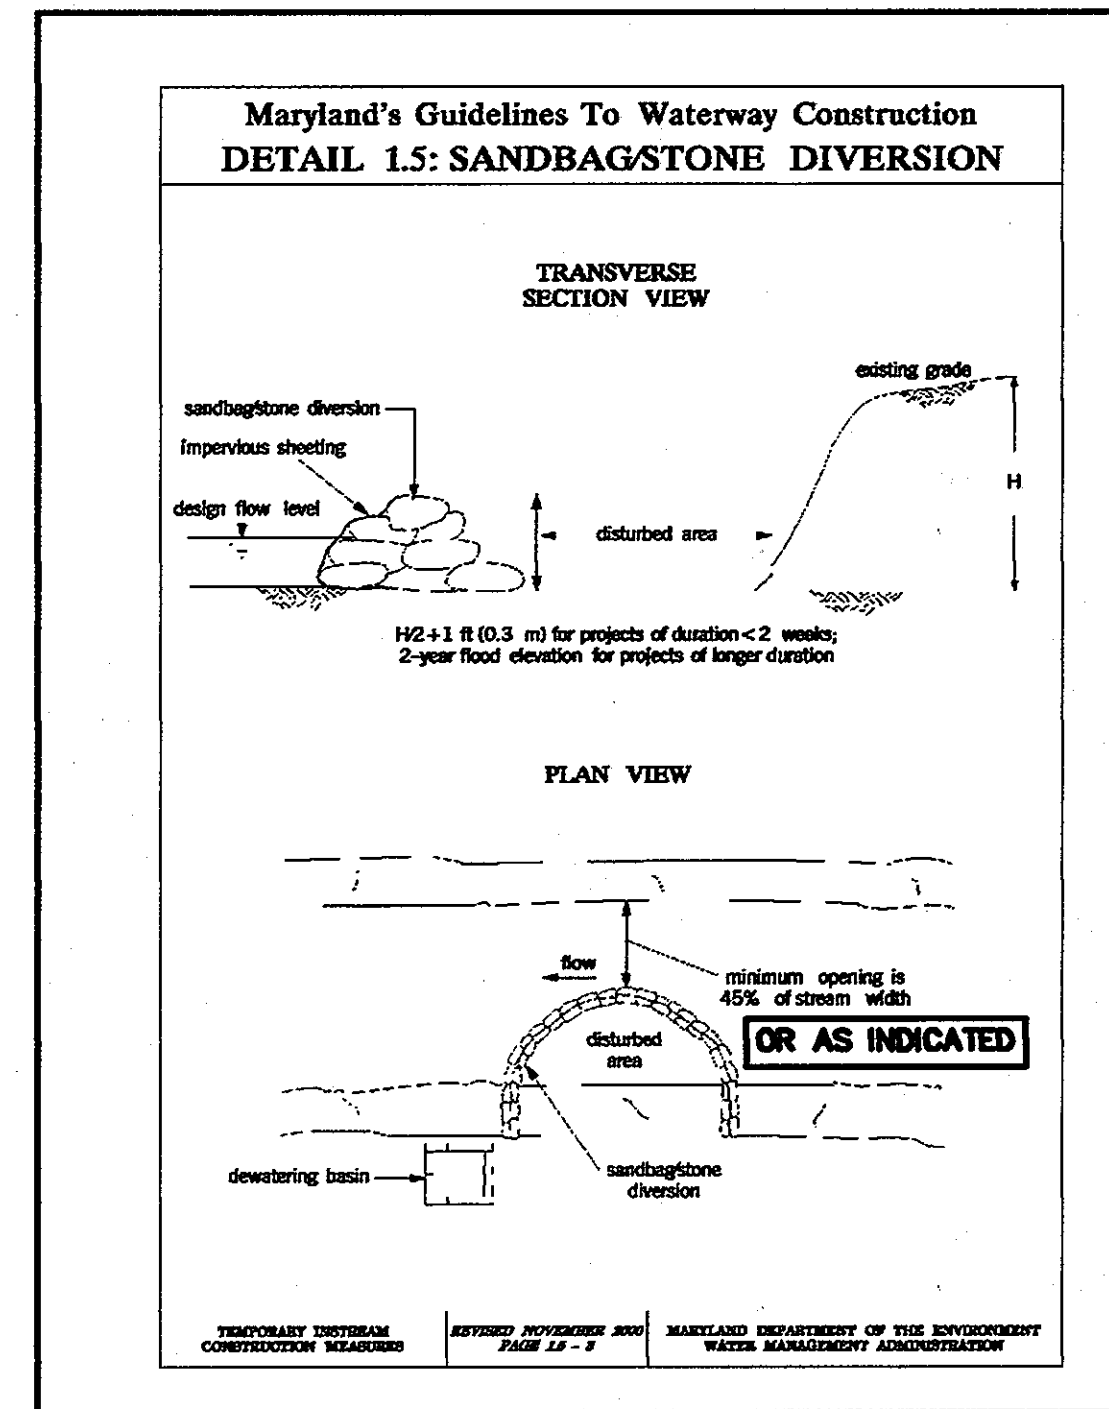 Maryland's Guidelines To Waterway Construction
DETAIL 1.5: SANDBAG/STONE DIVERSION
TRANSVERSE
SECTION VIEW
existing grade
sandbag/stone diversion
impervious sheeting
H
design flow level
disturbed area
H/2+1 ft (0.3 m) for projects of duration < 2 weeks;
2-year flood elevation for projects of longer duration
PLAN VIEW
flow
minimum opening is
45% of stream width
OR AS INDICATED
disturbed
area
dewatering basin
sandbag/stone
diversion
TEMPORARY INSTREAM
CONSTRUCTION MEASURES
REVISED NOVEMBER 2000
PAGE 1.5 - 3
MARYLAND DEPARTMENT OF THE ENVIRONMENT
WATER MANAGEMENT ADMINISTRATION